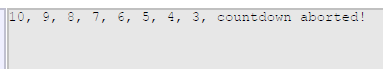 10, 9, 8, 7, 6, 5, 4, 3, countdown aborted!